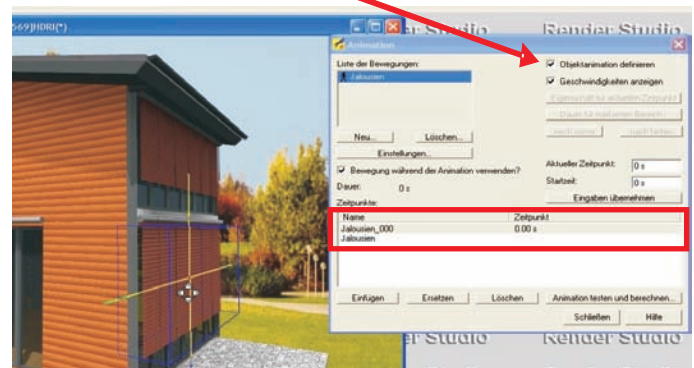 569]HDRI(*)
Render Studio
Render Studio
Animation
Liste der Bewegungen:
Jalousien
Objektanimation definieren
Geschwindigkeiten anzeigen
Neu...
Löschen...
Einstellungen...
Bewegung während der Animation verwenden?
Dauer: 0 s
Aktueller Zeitpunkt: 0 s
Startzeit: 0 s
Eingaben übernehmen
Zeitpunkte:
Name Zeitpunkt
Jalousien_000 0.00 s
Jalousien
Einfügen
Ersetzen
Löschen
Animation testen und berechnen...
Schließen
Hilfe
Render Studio
Render Studio